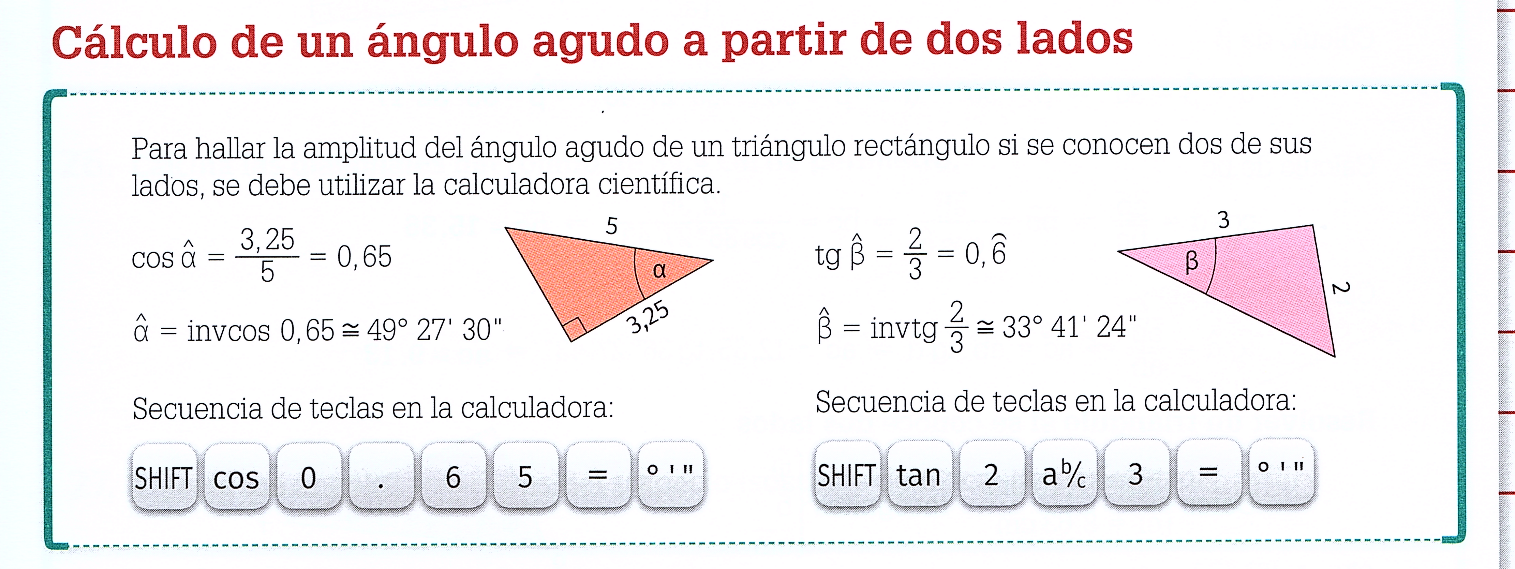 Cálculo de un ángulo agudo a partir de dos lados
Para hallar la amplitud del ángulo agudo de un triángulo rectángulo si se conocen dos de sus
lados, se debe utilizar la calculadora científica.
cos α̂ = 3,25/5 = 0,65
α̂ = invcos 0,65 ≅ 49° 27' 30"
5
α
3,25
Secuencia de teclas en la calculadora:
SHIFT cos 0 . 6 5 = ° ' "
tg β̂ = 2/3 = 0,6̂
β̂ = invtg 2/3 ≅ 33° 41' 24"
3
β
2
Secuencia de teclas en la calculadora:
SHIFT tan 2 a b/c 3 = ° ' "